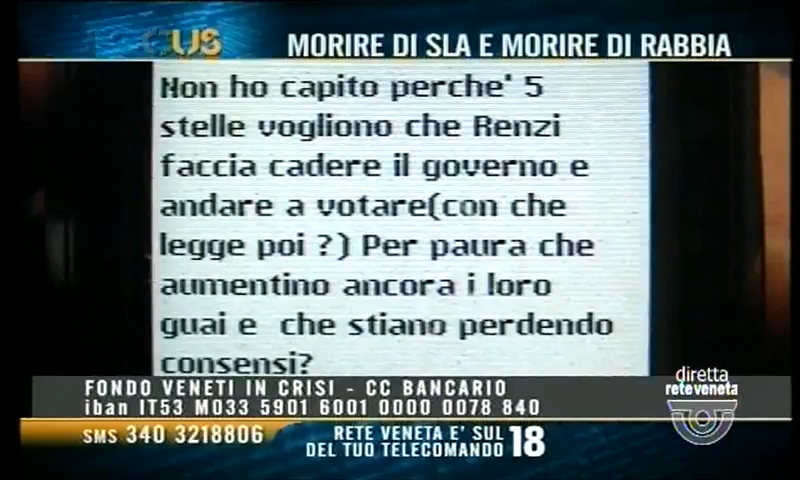 FOCUS
MORIRE DI SLA E MORIRE DI RABBIA
Non ho capito perche' 5
stelle vogliono che Renzi
faccia cadere il governo e
andare a votare(con che
legge poi ?) Per paura che
aumentino ancora i loro
guai e che stiano perdendo
consensi?
FONDO VENETI IN CRISI - CC BANCARIO
iban IT53 M033 5901 6001 0000 0078 840
diretta
reteveneta
SMS 340 3218806
RETE VENETA E' SUL
DEL TUO TELECOMANDO 18